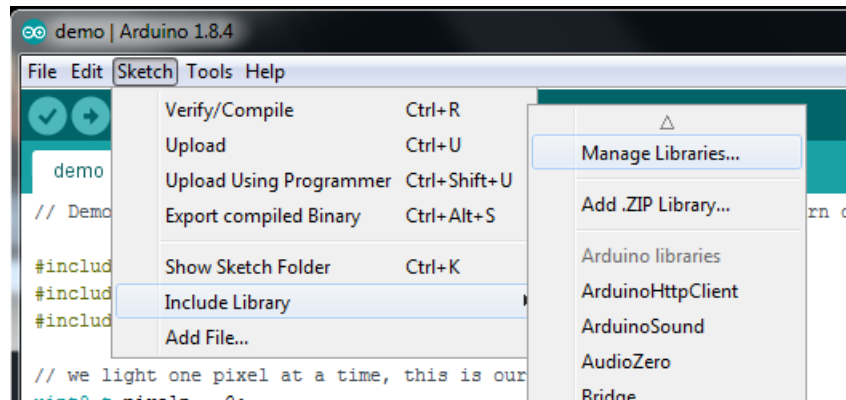 demo | Arduino 1.8.4
File Edit Sketch Tools Help
Verify/Compile Ctrl+R
Upload Ctrl+U
Upload Using Programmer Ctrl+Shift+U
Export compiled Binary Ctrl+Alt+S
Show Sketch Folder Ctrl+K
Include Library
Add File...
Manage Libraries...
Add .ZIP Library...
Arduino libraries
ArduinoHttpClient
ArduinoSound
AudioZero
Bridge
demo
// Demo
#includ
#includ
#includ
// we light one pixel at a time, this is our